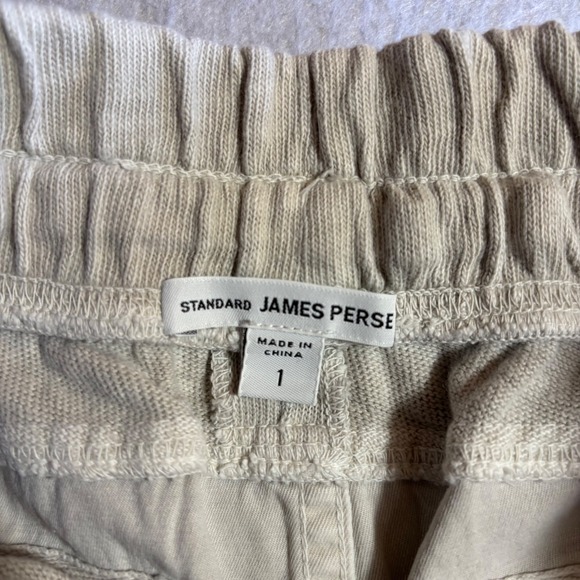 STANDARD JAMES PERSE
MADE IN
CHINA
1